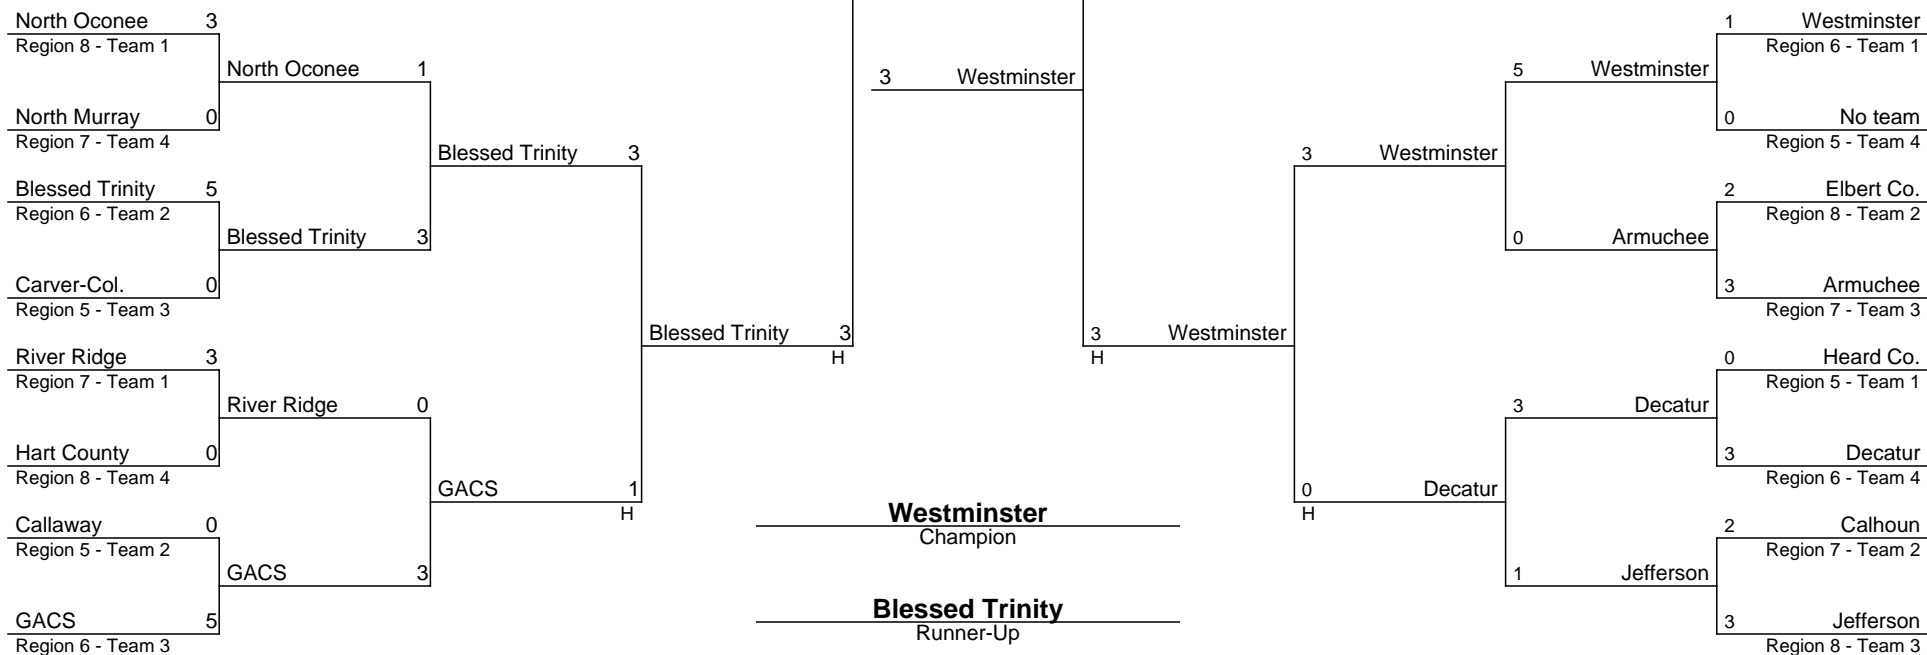 North Oconee 3
Region 8 - Team 1
North Oconee 1
North Murray 0
Region 7 - Team 4
Blessed Trinity 3
Blessed Trinity 5
Region 6 - Team 2
Blessed Trinity 3
Carver-Col. 0
Region 5 - Team 3
Blessed Trinity 3
H
River Ridge 3
Region 7 - Team 1
River Ridge 0
Hart County 0
Region 8 - Team 4
GACS 1
H
Callaway 0
Region 5 - Team 2
GACS 3
GACS 5
Region 6 - Team 3
3 Westminster
3 Westminster
H
Westminster
Champion
Blessed Trinity
Runner-Up
1 Westminster
Region 6 - Team 1
5 Westminster
0 No team
Region 5 - Team 4
3 Westminster
2 Elbert Co.
Region 8 - Team 2
0 Armuchee
3 Armuchee
Region 7 - Team 3
0 Heard Co.
Region 5 - Team 1
3 Decatur
3 Decatur
Region 6 - Team 4
0 Decatur
H
2 Calhoun
Region 7 - Team 2
1 Jefferson
3 Jefferson
Region 8 - Team 3